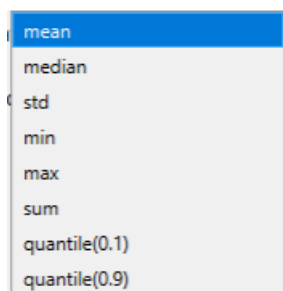 mean
median
std
min
max
sum
quantile(0.1)
quantile(0.9)